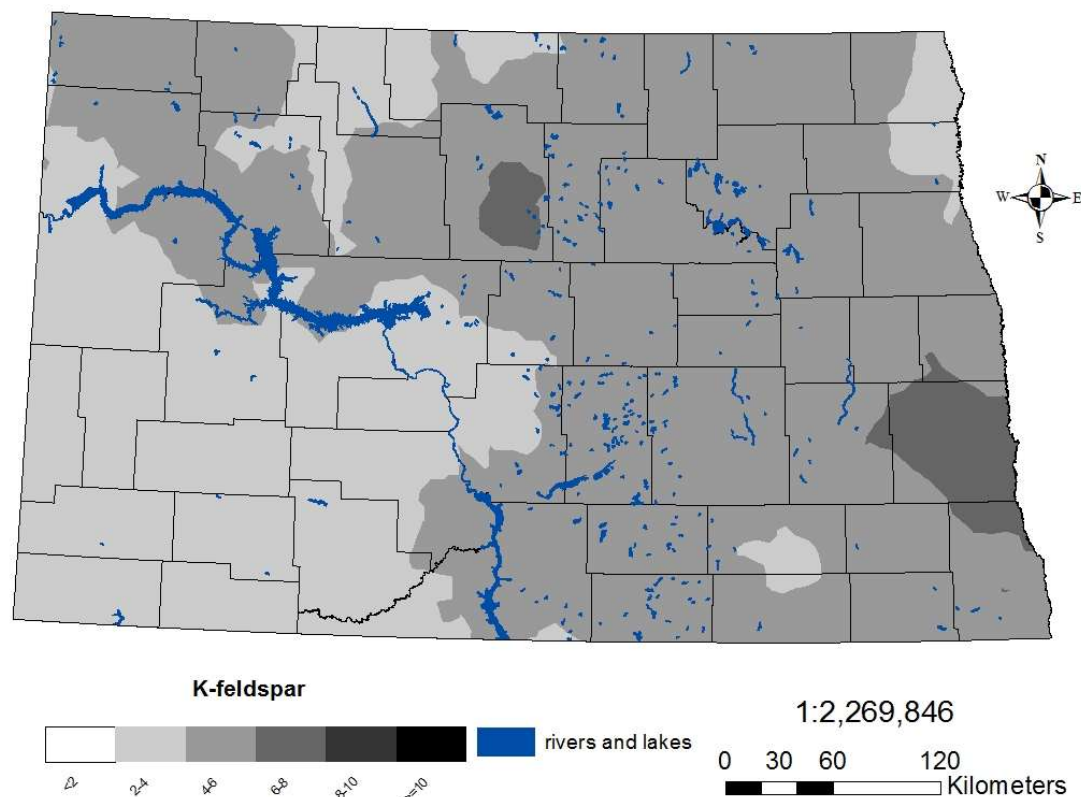 N
W E
S
K-feldspar
<2 2-4 4-6 6-8 8-10 >=10
rivers and lakes
1:2,269,846
0 30 60 120
Kilometers